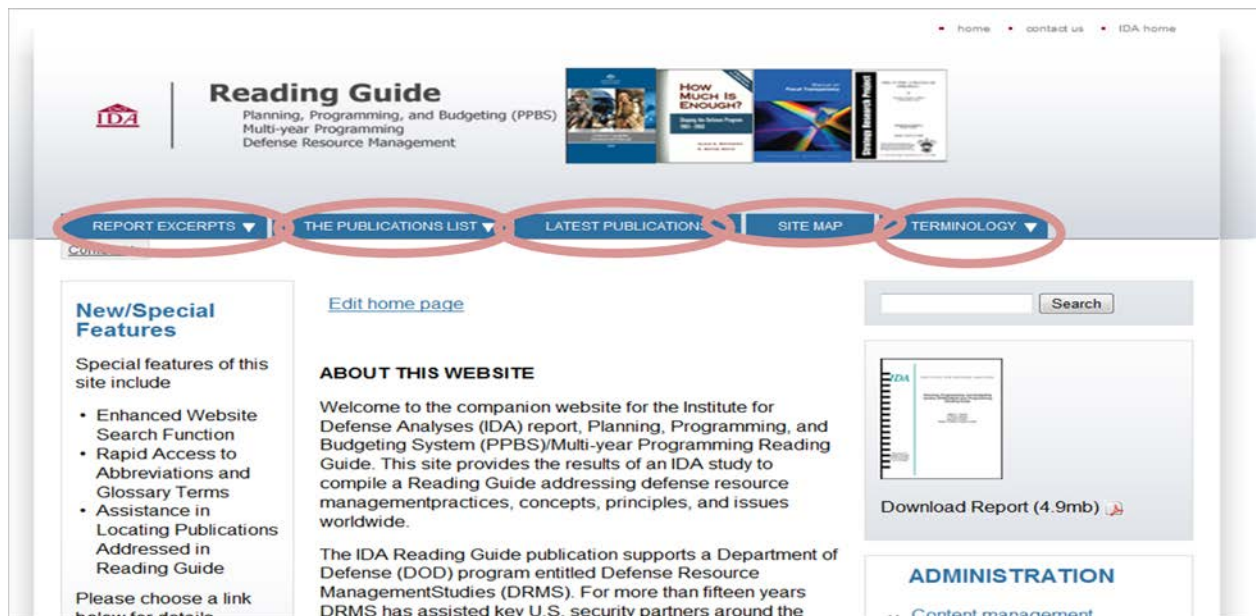 home • contact us • IDA home
IDA
Reading Guide
Planning, Programming, and Budgeting (PPBS)
Multi-year Programming
Defense Resource Management
HOW
MUCH IS
ENOUGH?
Strategy Research Project
REPORT EXCERPTS ▼
THE PUBLICATIONS LIST ▼
LATEST PUBLICATIONS
SITE MAP
TERMINOLOGY ▼
New/Special
Features
Special features of this
site include
• Enhanced Website
Search Function
• Rapid Access to
Abbreviations and
Glossary Terms
• Assistance in
Locating Publications
Addressed in
Reading Guide
Please choose a link
below for details
Edit home page
ABOUT THIS WEBSITE
Welcome to the companion website for the Institute for
Defense Analyses (IDA) report, Planning, Programming, and
Budgeting System (PPBS)/Multi-year Programming Reading
Guide. This site provides the results of an IDA study to
compile a Reading Guide addressing defense resource
managementpractices, concepts, principles, and issues
worldwide.
The IDA Reading Guide publication supports a Department of
Defense (DOD) program entitled Defense Resource
ManagementStudies (DRMS). For more than fifteen years
DRMS has assisted key U.S. security partners around the
Search
IDA
Download Report (4.9mb)
ADMINISTRATION
Content management